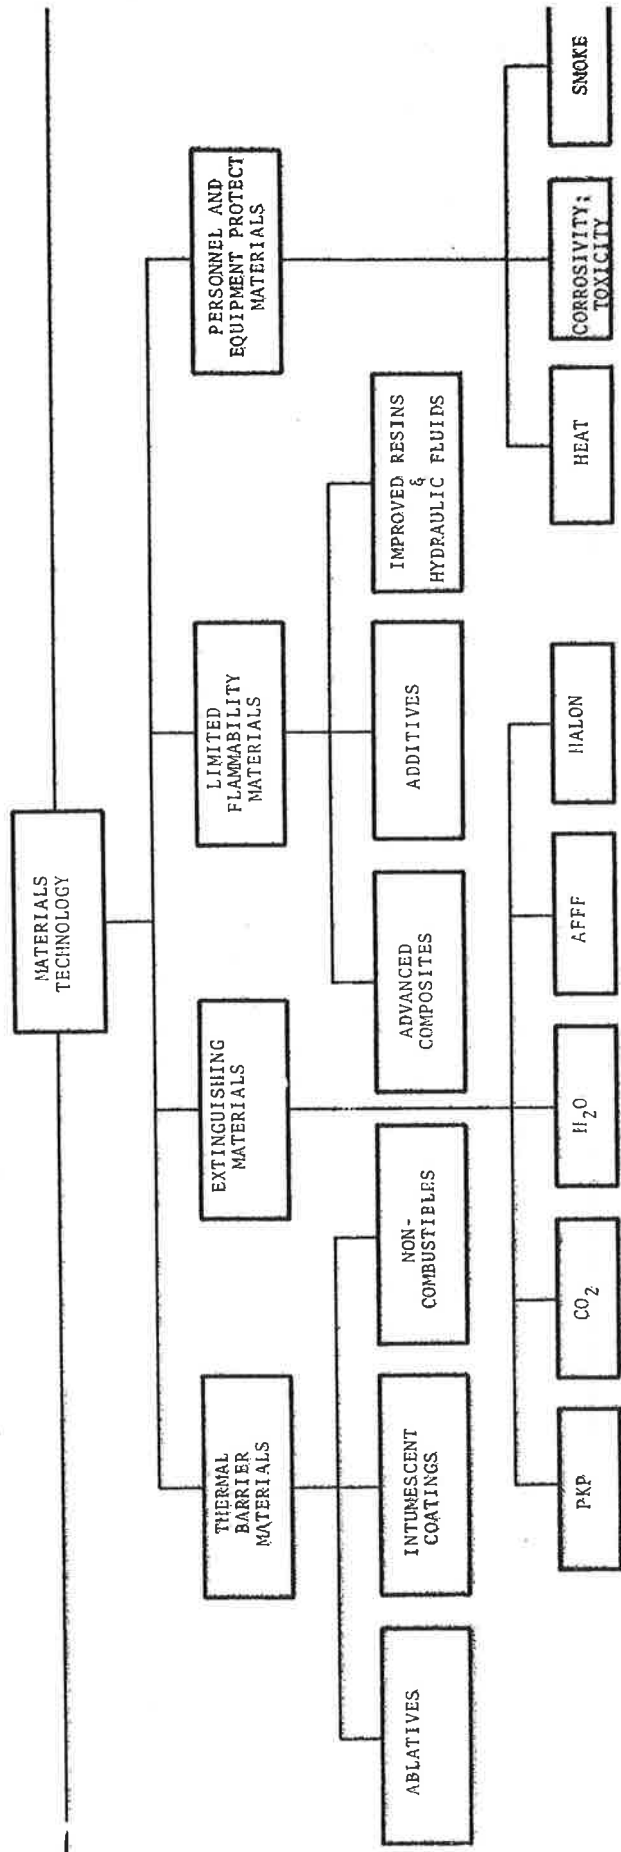 MATERIALS
TECHNOLOGY
THERMAL
BARRIER
MATERIALS
EXTINGUISHING
MATERIALS
LIMITED
FLAMMABILITY
MATERIALS
PERSONNEL AND
EQUIPMENT PROTECT
MATERIALS
ABLATIVES
INTUMESCENT
COATINGS
NON-
COMBUSTIBLES
ADVANCED
COMPOSITES
ADDITIVES
IMPROVED RESINS
&
HYDRAULIC FLUIDS
PKP
CO2
H2O
AFFF
HALON
HEAT
CORROSIVITY;
TOXICITY
SMOKE